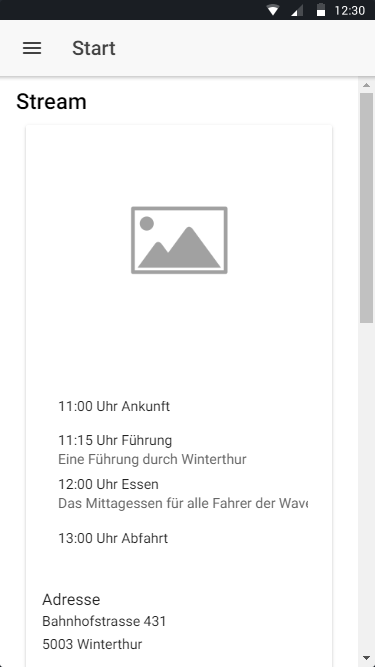 12:30
Start
Stream
11:00 Uhr Ankunft
11:15 Uhr Führung
Eine Führung durch Winterthur
12:00 Uhr Essen
Das Mittagessen für alle Fahrer der Wave
13:00 Uhr Abfahrt
Adresse
Bahnhofstrasse 431
5003 Winterthur